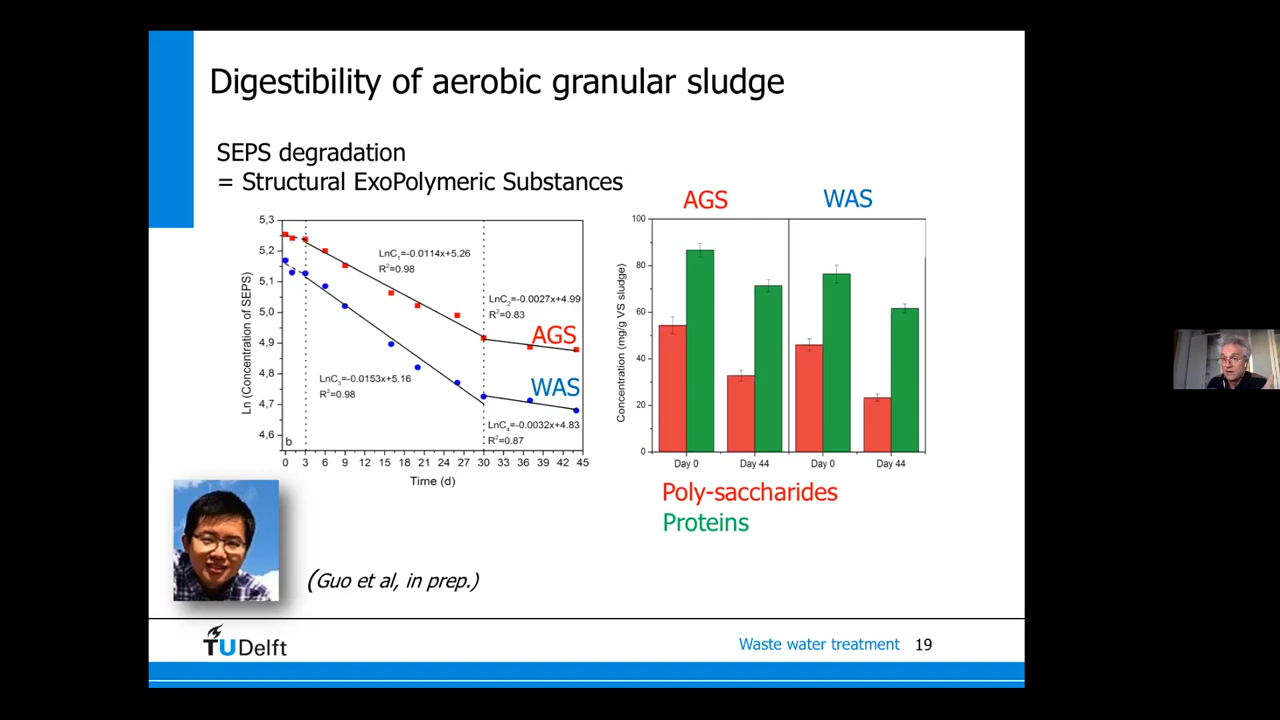 Digestibility of aerobic granular sludge
SEPS degradation
= Structural ExoPolymeric Substances
AGS
WAS
5,3
5,2
5,1
5,0
4,9
4,8
4,7
4,6
Ln (Concentration of SEPS)
LnC₁=-0.0114x+5.26
R²=0.98
LnC₂=-0.0027x+4.99
R²=0.83
AGS
WAS
LnC₃=-0.0153x+5.16
R²=0.98
LnC₄=-0.0032x+4.83
R²=0.87
b
0 3 6 9 12 15 18 21 24 27 30 33 36 39 42 45
Time (d)
100
80
60
40
20
0
Concentration (mg/g VS sludge)
Day 0 Day 44 Day 0 Day 44
Poly-saccharides
Proteins
(Guo et al, in prep.)
TU Delft
Waste water treatment 19